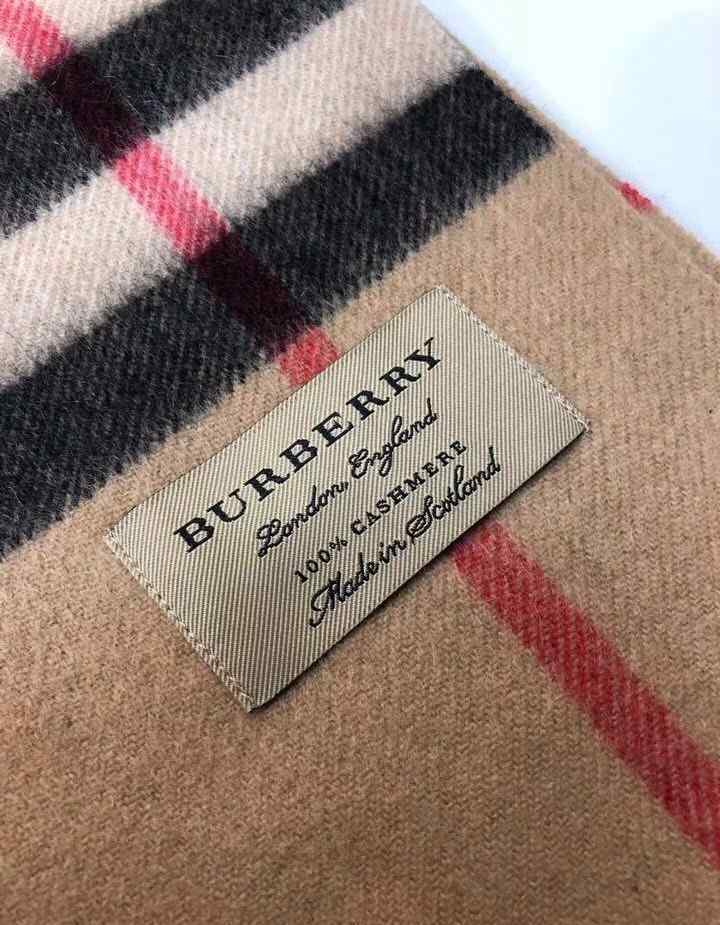 BURBERRY
London, England
100% CASHMERE
Made in Scotland